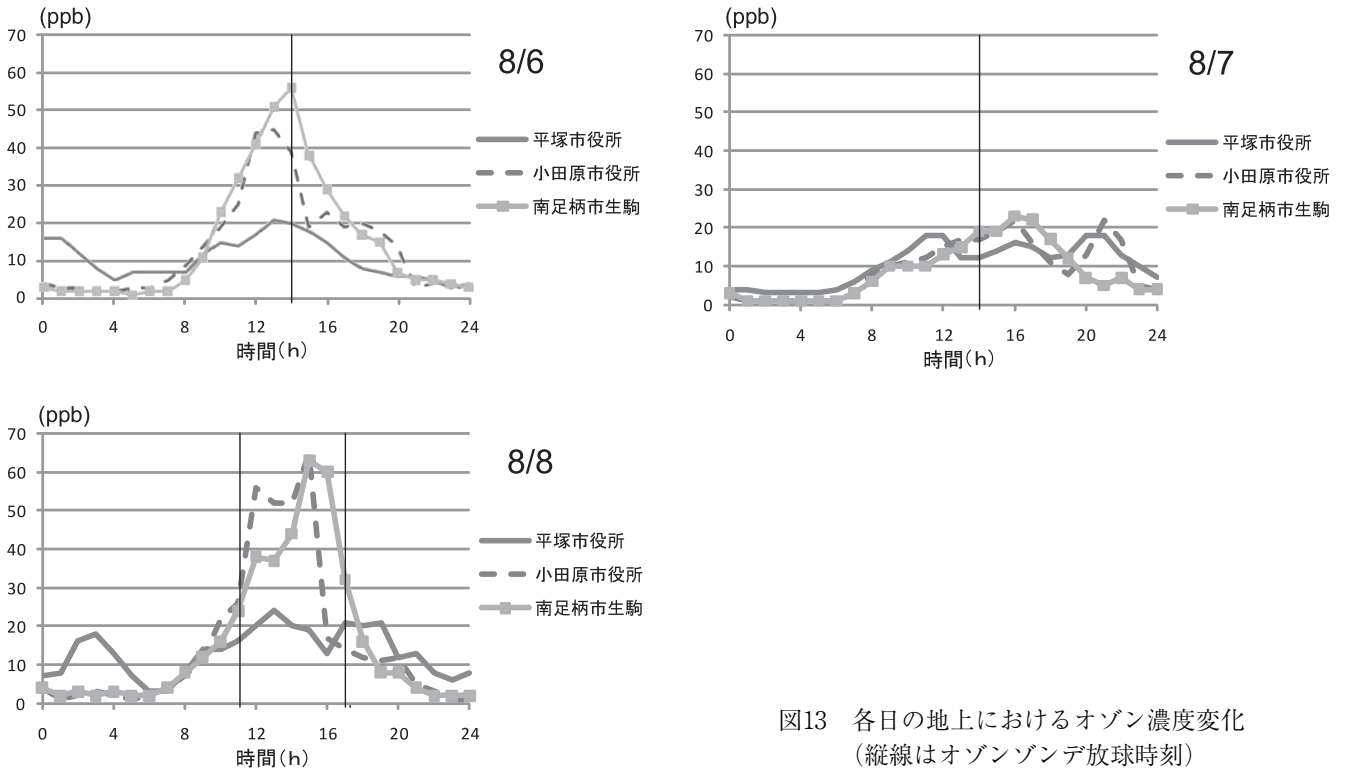 (ppb)
70
60
50
40
30
20
10
0
0 4 8 12 16 20 24
時間(h)
8/6
平塚市役所
小田原市役所
南足柄市生駒
(ppb)
70
60
50
40
30
20
10
0
0 4 8 12 16 20 24
時間(h)
8/7
平塚市役所
小田原市役所
南足柄市生駒
(ppb)
70
60
50
40
30
20
10
0
0 4 8 12 16 20 24
時間(h)
8/8
平塚市役所
小田原市役所
南足柄市生駒
図13 各日の地上におけるオゾン濃度変化
(縦線はオゾンゾンデ放球時刻)